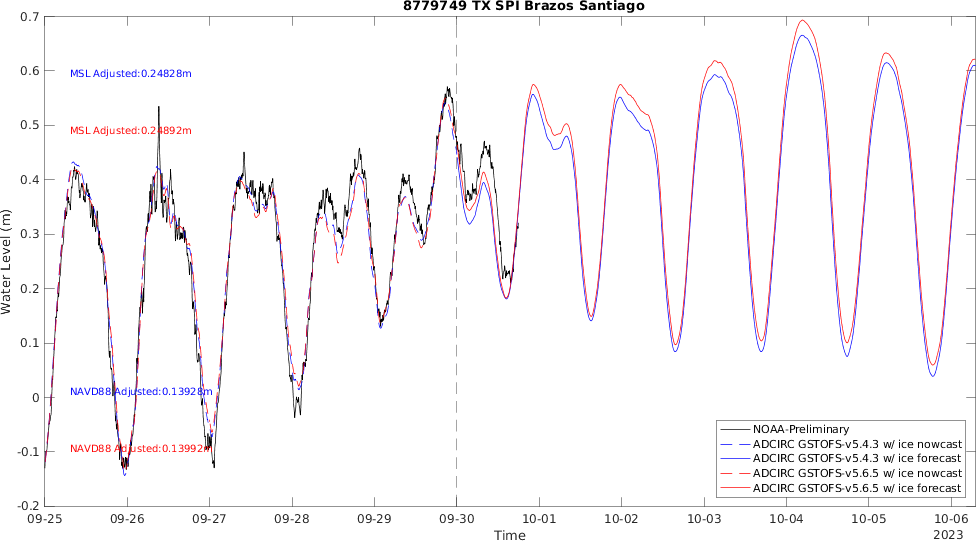 8779749 TX SPI Brazos Santiago
0.7
0.6
0.5
0.4
0.3
0.2
0.1
0
-0.1
-0.2
Water Level (m)
MSL Adjusted:0.24828m
MSL Adjusted:0.24892m
NAVD88 Adjusted:0.13928m
NAVD88 Adjusted:0.13992m
NOAA-Preliminary
ADCIRC GSTOFS-v5.4.3 w/ ice nowcast
ADCIRC GSTOFS-v5.4.3 w/ ice forecast
ADCIRC GSTOFS-v5.6.5 w/ ice nowcast
ADCIRC GSTOFS-v5.6.5 w/ ice forecast
09-25 09-26 09-27 09-28 09-29 09-30 10-01 10-02 10-03 10-04 10-05 10-06
Time
2023